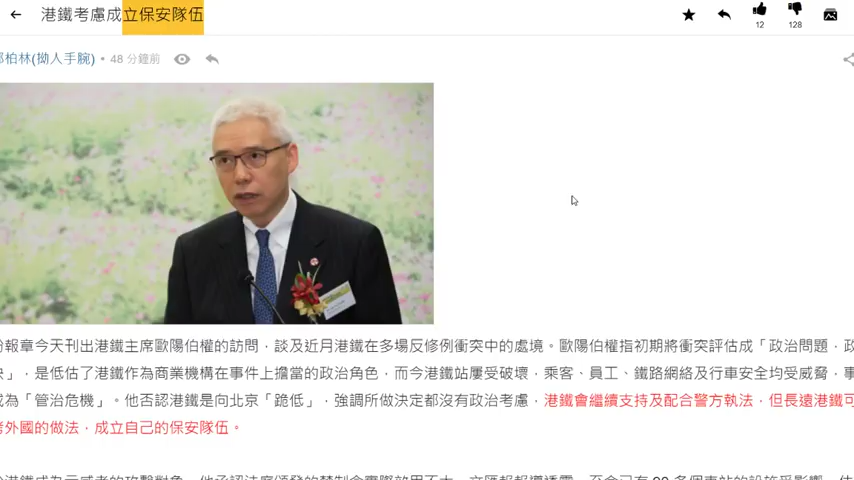 港鐵考慮成立保安隊伍
12
128
柏林(拗人手腕) • 48 分鐘前
報章今天刊出港鐵主席歐陽伯權的訪問，談及近月港鐵在多場反修例衝突中的處境。歐陽伯權指初期將衝突評估成「政治問題，政
」，是低估了港鐵作為商業機構在事件上擔當的政治角色，而今港鐵站屢受破壞，乘客、員工、鐵路網絡及行車安全均受威脅，事
為「管治危機」。他否認港鐵是向北京「跪低」，強調所做決定都沒有政治考慮，港鐵會繼續支持及配合警方執法，但長遠港鐵可
外國的做法，成立自己的保安隊伍。